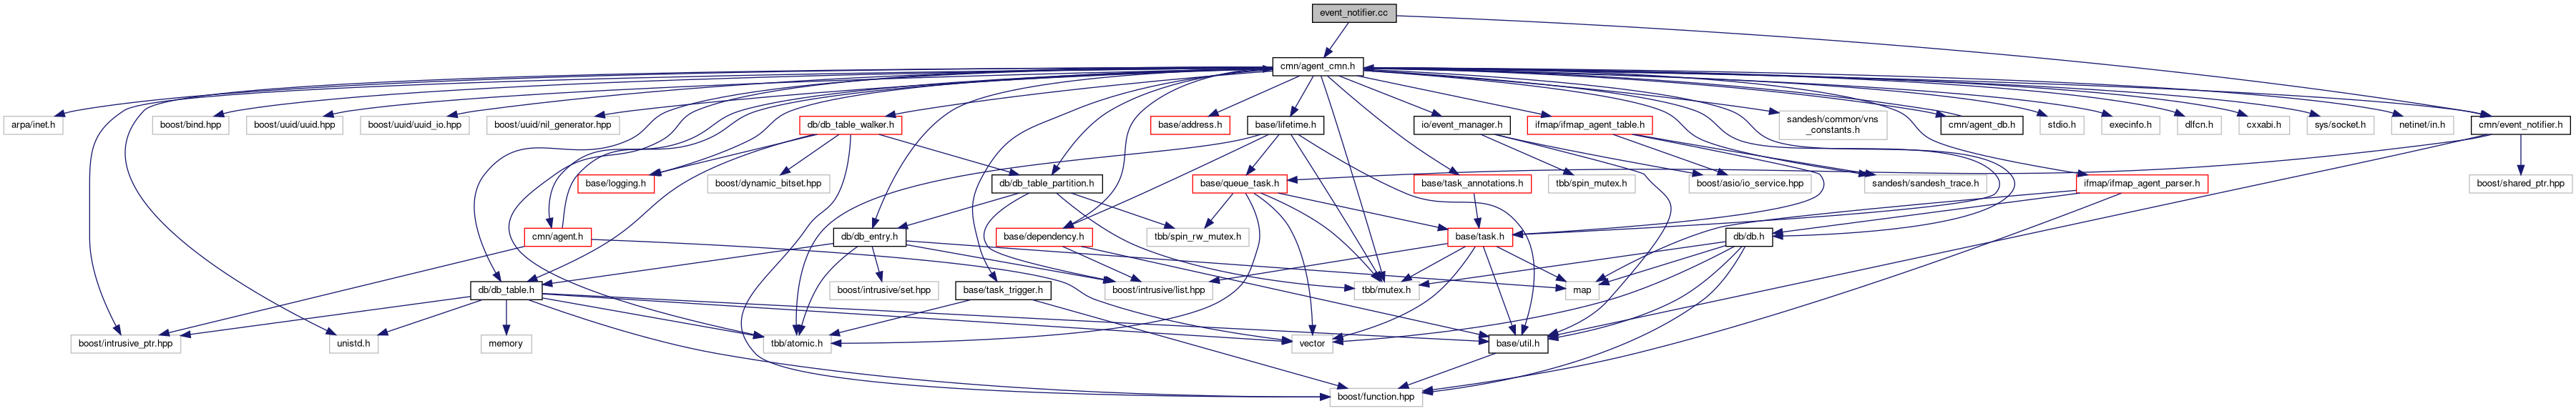 event_notifier.cc
cmn/agent_cmn.h
arpa/inet.h
boost/bind.hpp
boost/uuid/uuid.hpp
boost/uuid/uuid_io.hpp
boost/uuid/nil_generator.hpp
db/db_table_walker.h
base/address.h
base/lifetime.h
io/event_manager.h
ifmap/ifmap_agent_table.h
sandesh/common/vns
_constants.h
cmn/agent_db.h
stdio.h
execinfo.h
dlfcn.h
cxxabi.h
sys/socket.h
netinet/in.h
cmn/event_notifier.h
base/logging.h
boost/dynamic_bitset.hpp
db/db_table_partition.h
base/queue_task.h
base/task_annotations.h
tbb/spin_mutex.h
boost/asio/io_service.hpp
sandesh/sandesh_trace.h
ifmap/ifmap_agent_parser.h
boost/shared_ptr.hpp
cmn/agent.h
db/db_entry.h
base/dependency.h
tbb/spin_rw_mutex.h
base/task.h
db/db.h
db/db_table.h
boost/intrusive/set.hpp
base/task_trigger.h
boost/intrusive/list.hpp
tbb/mutex.h
map
boost/intrusive_ptr.hpp
unistd.h
memory
tbb/atomic.h
vector
base/util.h
boost/function.hpp